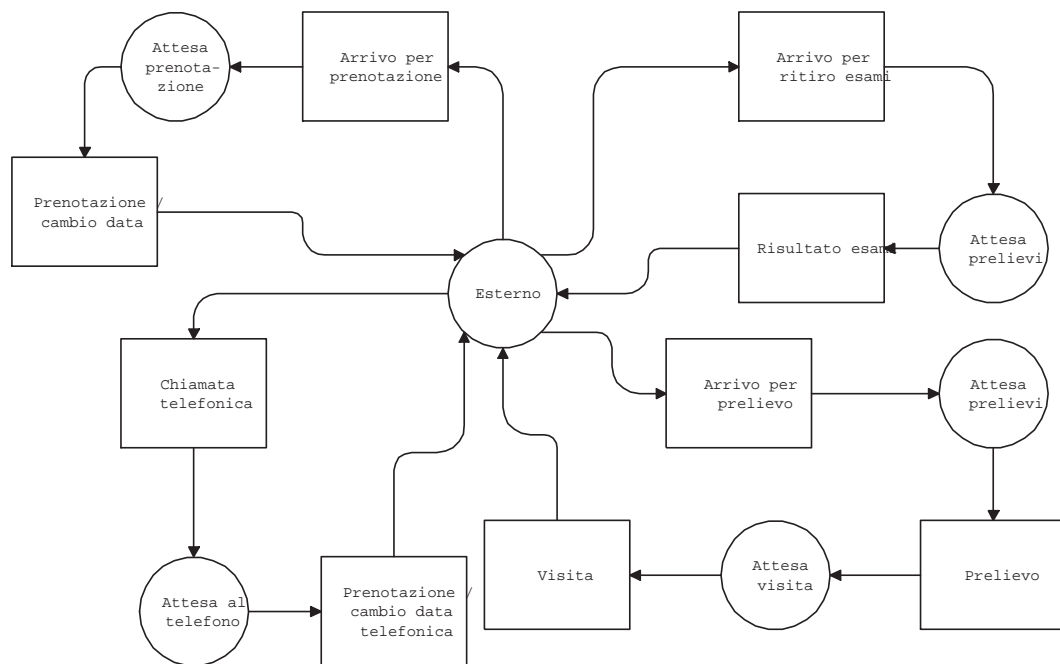 Attesa
prenota-
zione
Arrivo per
prenotazione
Arrivo per
ritiro esami
Prenotazione /
cambio data
Risultato esami
Attesa
prelievi
Esterno
Chiamata
telefonica
Arrivo per
prelievo
Attesa
prelievi
Attesa al
telefono
Prenotazione /
cambio data
telefonica
Visita
Attesa
visita
Prelievo